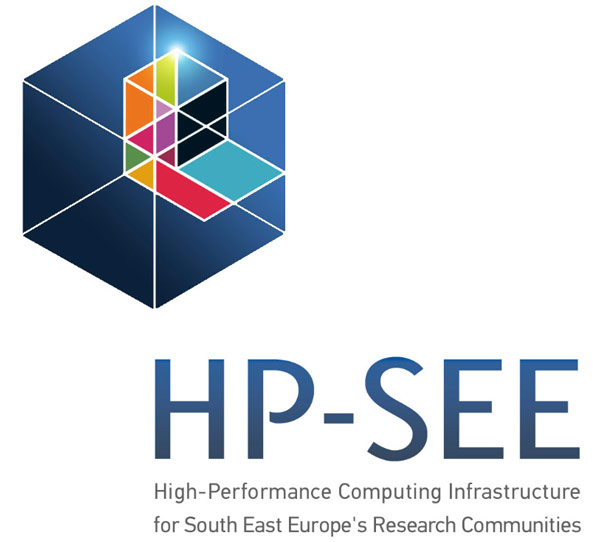 HP-SEE
High-Performance Computing Infrastructure
for South East Europe's Research Communities